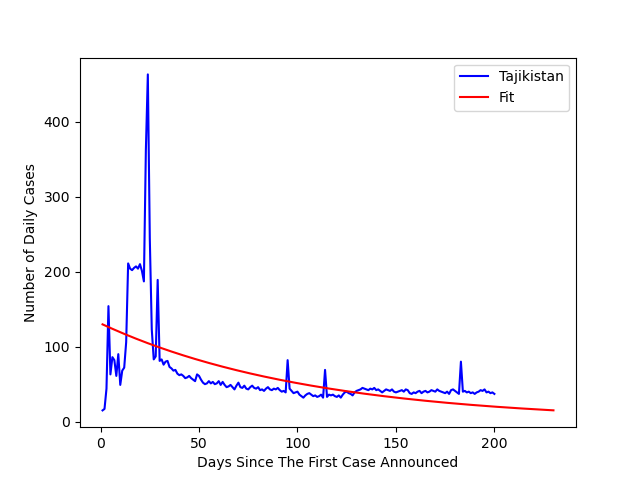 Tajikistan
Fit
Number of Daily Cases
400
300
200
100
0
0
50
100
150
200
Days Since The First Case Announced